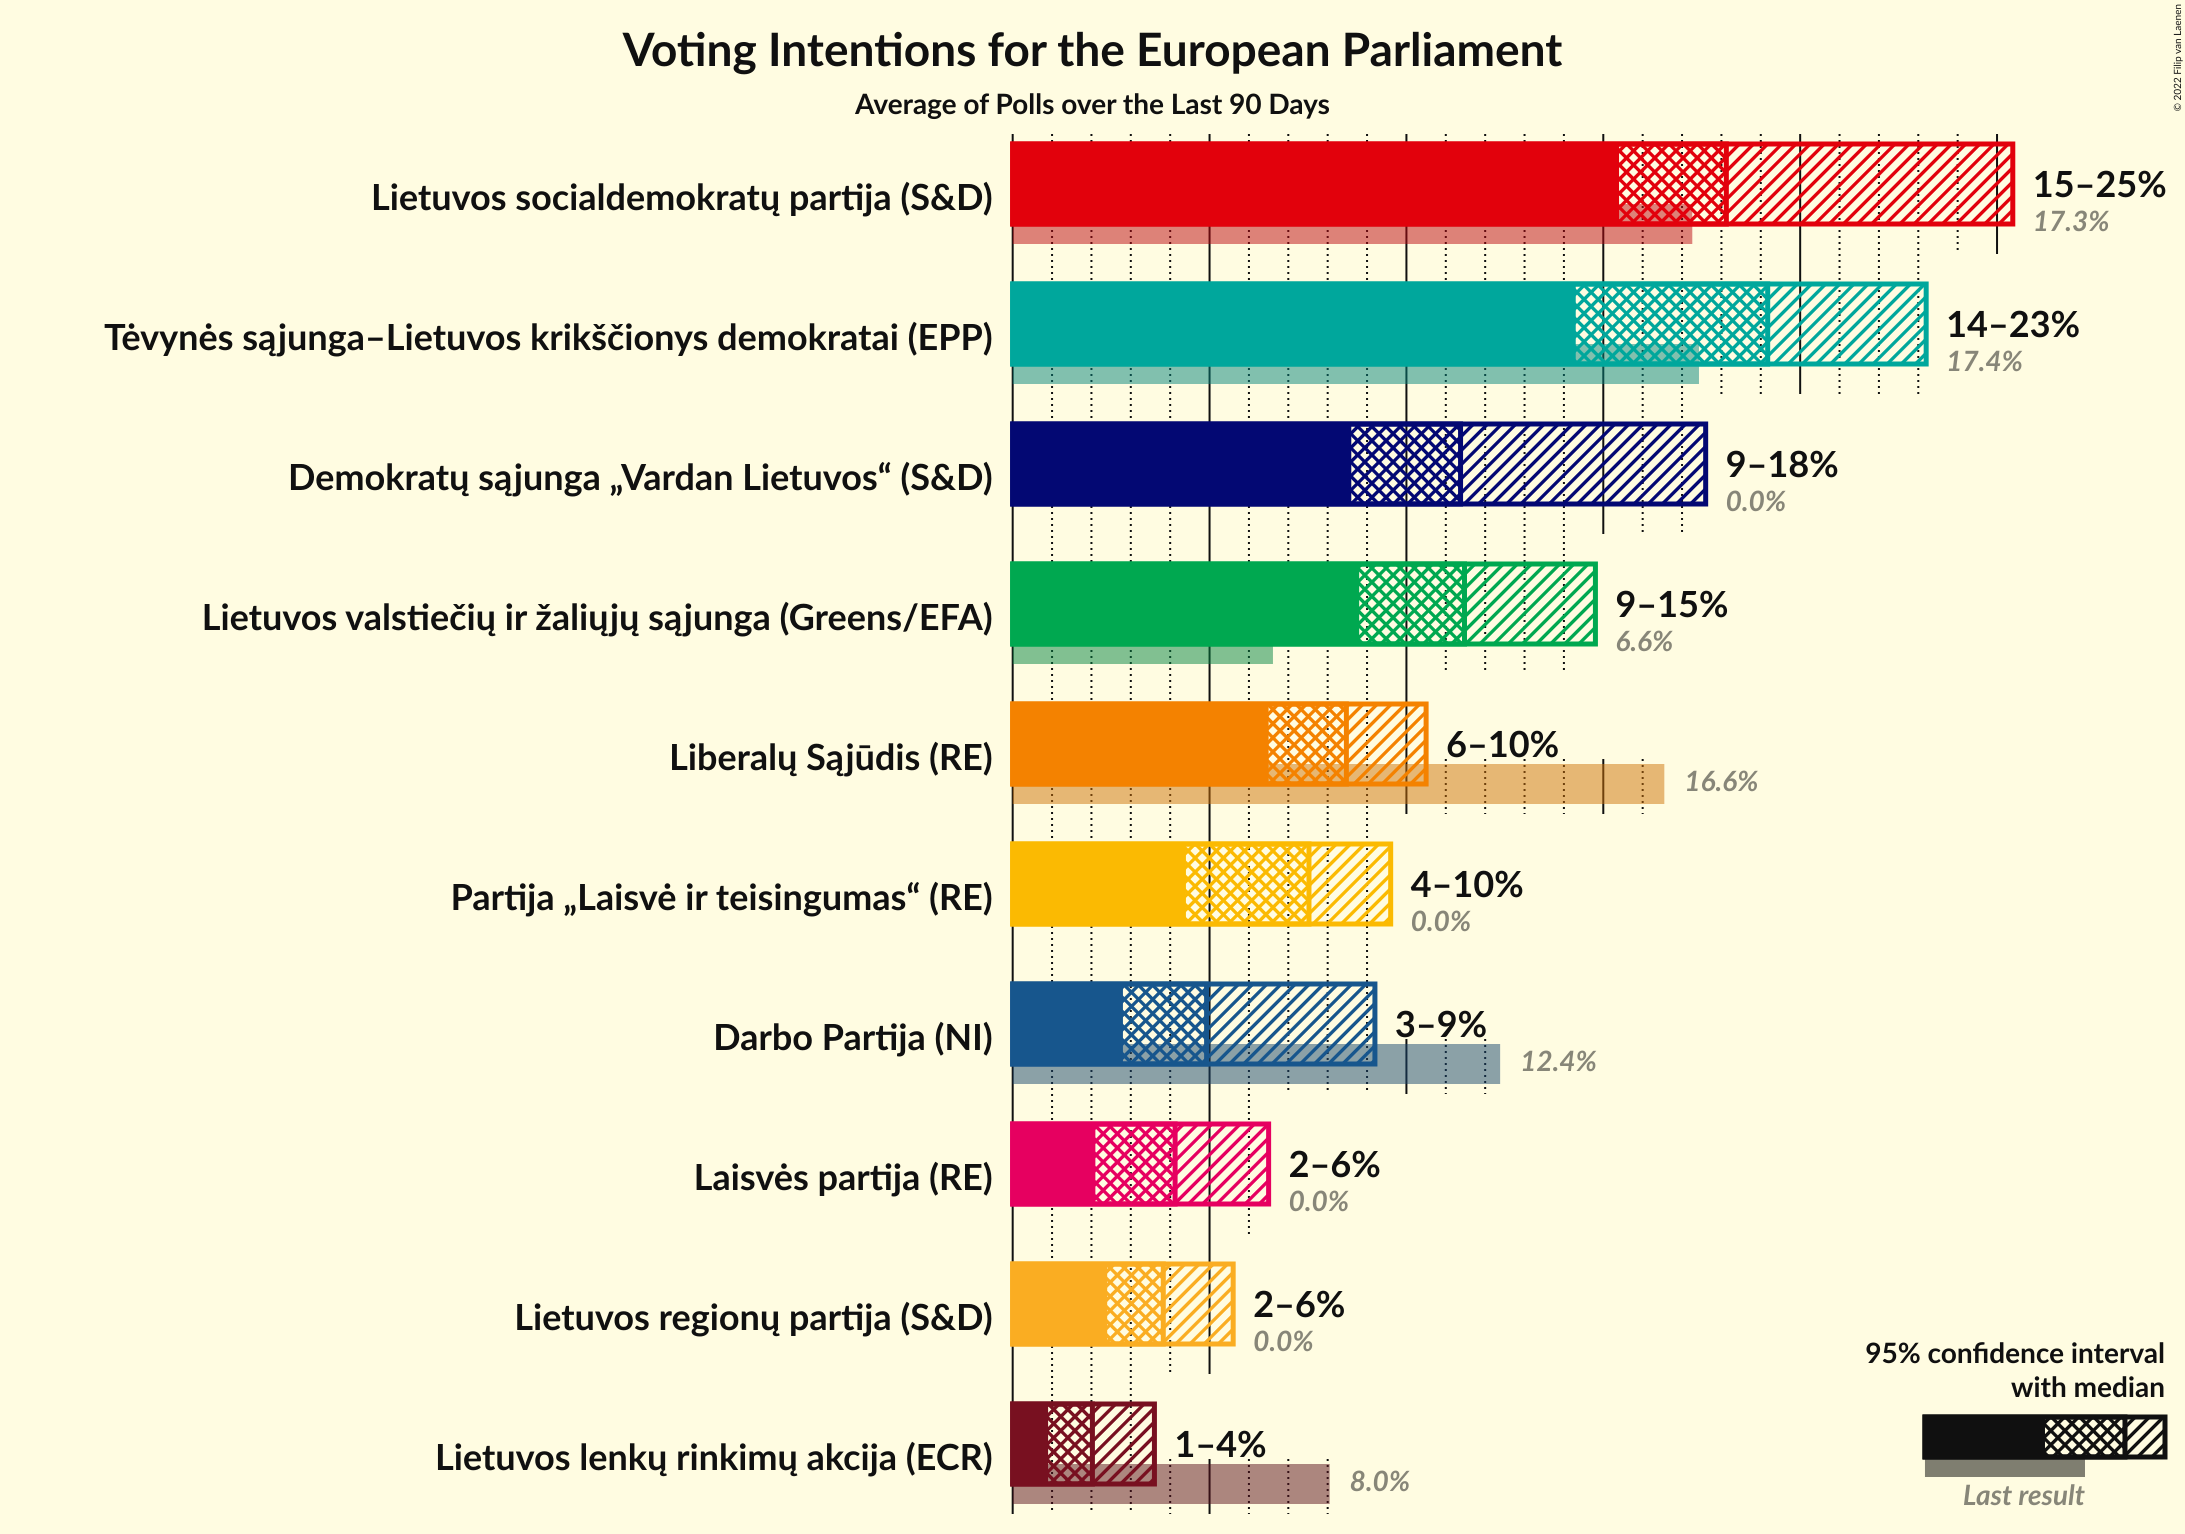 Voting Intentions for the European Parliament
Average of Polls over the Last 90 Days
© 2022 Filip van Laenen
Lietuvos socialdemokratų partija (S&D)
15–25%
17.3%
Tėvynės sąjunga–Lietuvos krikščionys demokratai (EPP)
14–23%
17.4%
Demokratų sąjunga „Vardan Lietuvos“ (S&D)
9–18%
0.0%
Lietuvos valstiečių ir žaliųjų sąjunga (Greens/EFA)
9–15%
6.6%
Liberalų Sąjūdis (RE)
6–10%
16.6%
Partija „Laisvė ir teisingumas“ (RE)
4–10%
0.0%
Darbo Partija (NI)
3–9%
12.4%
Laisvės partija (RE)
2–6%
0.0%
Lietuvos regionų partija (S&D)
2–6%
0.0%
Lietuvos lenkų rinkimų akcija (ECR)
1–4%
8.0%
95% confidence interval
with median
Last result